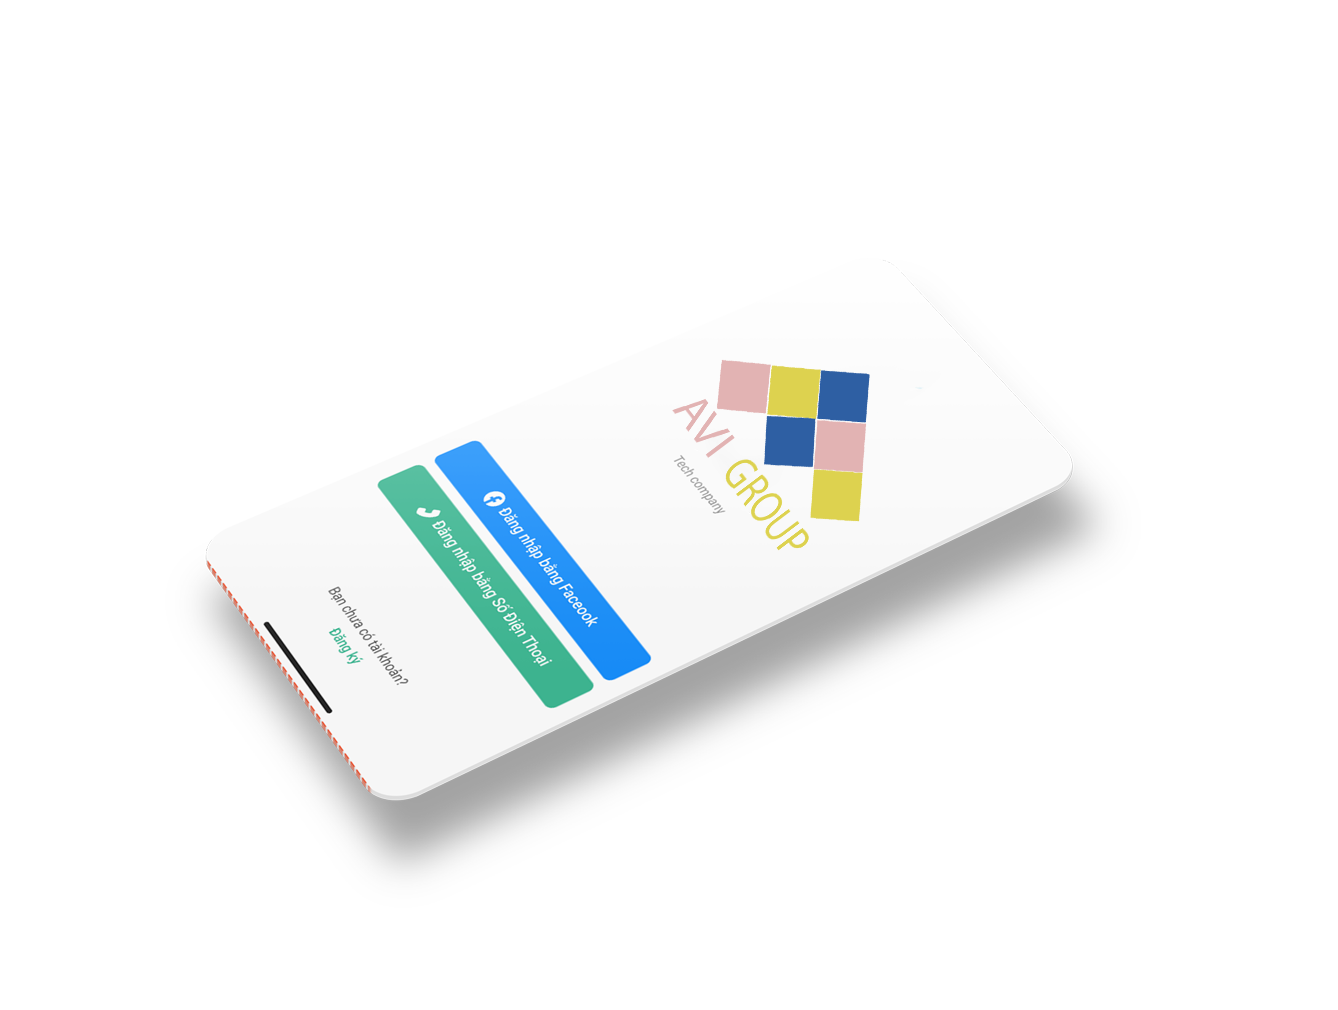 AVI GROUP
Tech company
Đăng nhập bằng Faceook
Đăng nhập bằng Số Điện Thoại
Bạn chưa có tài khoản?
Đăng ký